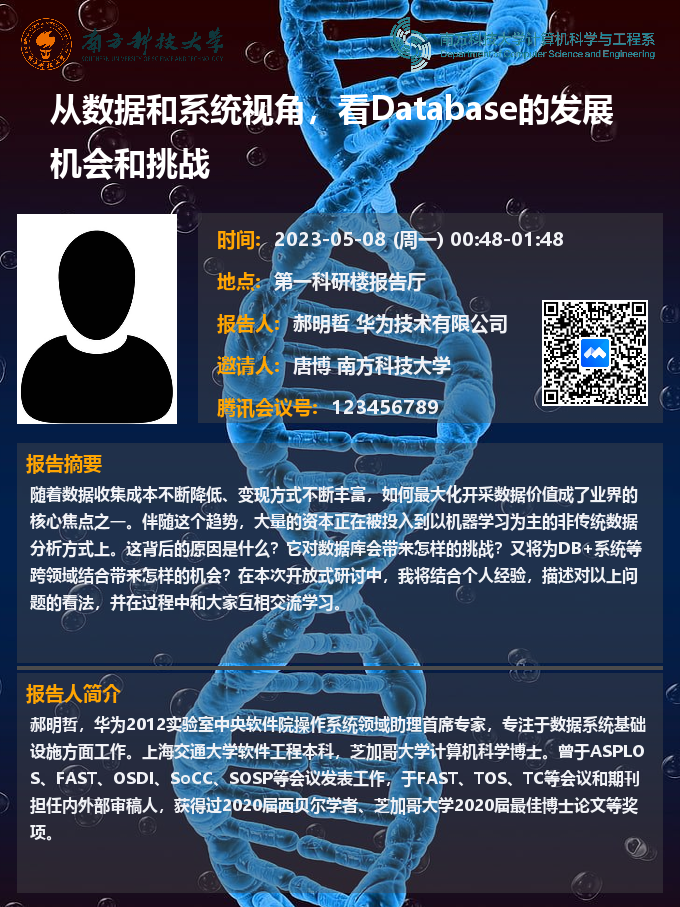 南方科技大学
SOUTHERN UNIVERSITY OF SCIENCE AND TECHNOLOGY
南方科技大学计算机科学与工程系
Department of Computer Science and Engineering
从数据和系统视角，看Database的发展
机会和挑战
时间: 2023-05-08 (周一) 00:48-01:48
地点: 第一科研楼报告厅
报告人: 郝明哲 华为技术有限公司
邀请人: 唐博 南方科技大学
腾讯会议号: 123456789
报告摘要
随着数据收集成本不断降低、变现方式不断丰富，如何最大化开采数据价值成了业界的
核心焦点之一。伴随这个趋势，大量的资本正在被投入到以机器学习为主的非传统数据
分析方式上。这背后的原因是什么？它对数据库会带来怎样的挑战？又将为DB+系统等
跨领域结合带来怎样的机会？在本次开放式研讨中，我将结合个人经验，描述对以上问
题的看法，并在过程中和大家互相交流学习。
报告人简介
郝明哲，华为2012实验室中央软件院操作系统领域助理首席专家，专注于数据系统基础
设施方面工作。上海交通大学软件工程本科，芝加哥大学计算机科学博士。曾于ASPLO
S、FAST、OSDI、SoCC、SOSP等会议发表工作，于FAST、TOS、TC等会议和期刊
担任内外部审稿人，获得过2020届西贝尔学者、芝加哥大学2020届最佳博士论文等奖
项。